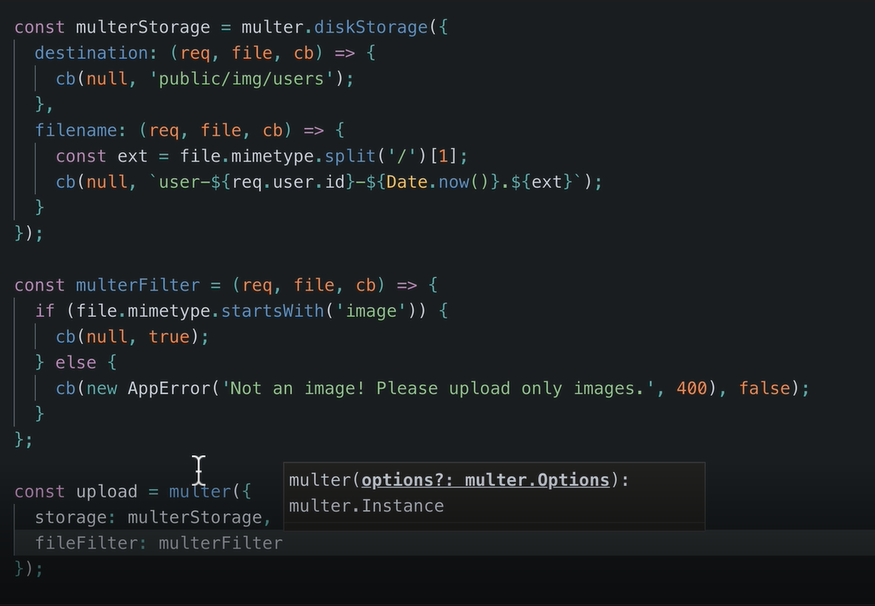 const multerStorage = multer.diskStorage({
  destination: (req, file, cb) => {
    cb(null, 'public/img/users');
  },
  filename: (req, file, cb) => {
    const ext = file.mimetype.split('/')[1];
    cb(null, `user-${req.user.id}-${Date.now()}.${ext}`);
  }
});

const multerFilter = (req, file, cb) => {
  if (file.mimetype.startsWith('image')) {
    cb(null, true);
  } else {
    cb(new AppError('Not an image! Please upload only images.', 400), false);
  }
};

multer(options?: multer.Options):
multer.Instance
const upload = multer({
  storage: multerStorage,
  fileFilter: multerFilter
});